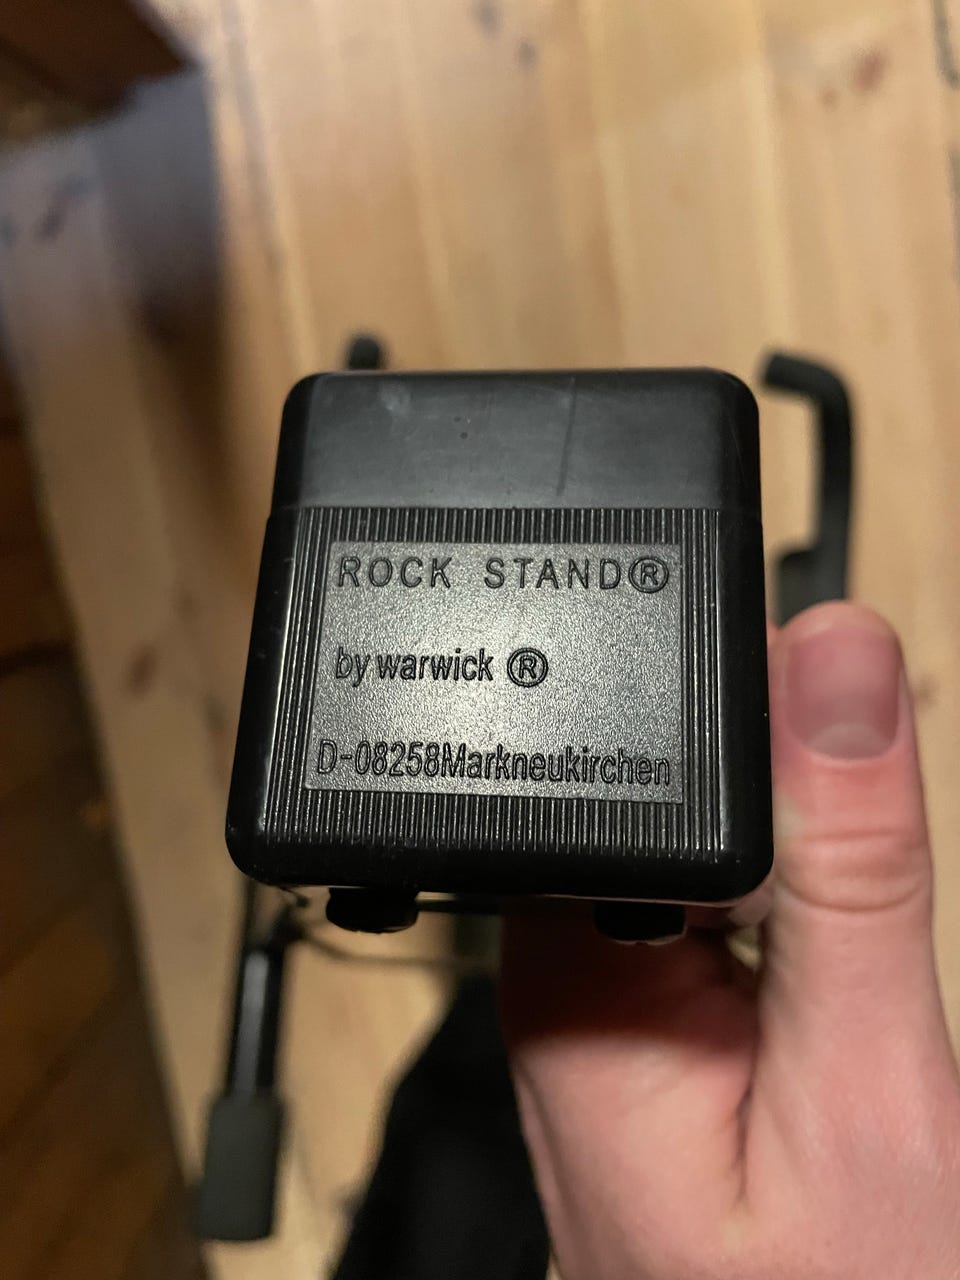 ROCK STAND®
by warwick ®
D-08258Markneukirchen